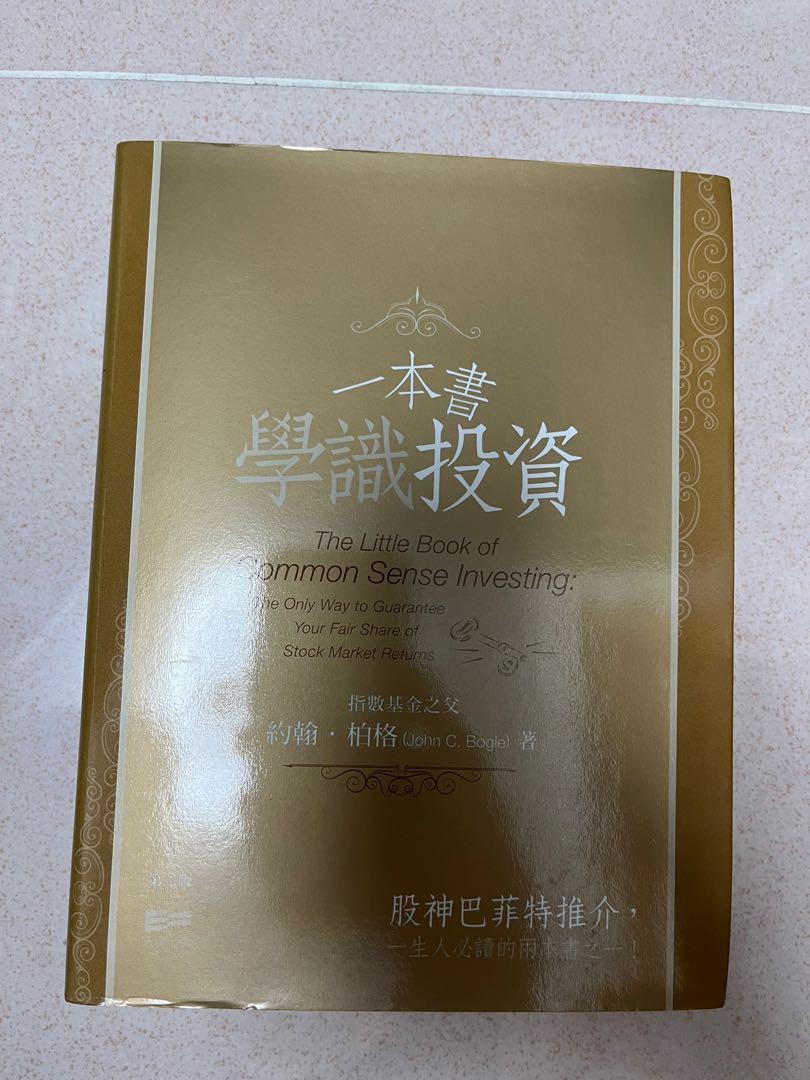 一本書
學識投資
The Little Book of
Common Sense Investing:
The Only Way to Guarantee
Your Fair Share of
Stock Market Returns
指數基金之父
約翰・柏格 (John C. Bogle) 著
股神巴菲特推介，
一生人必讀的兩本書之一！